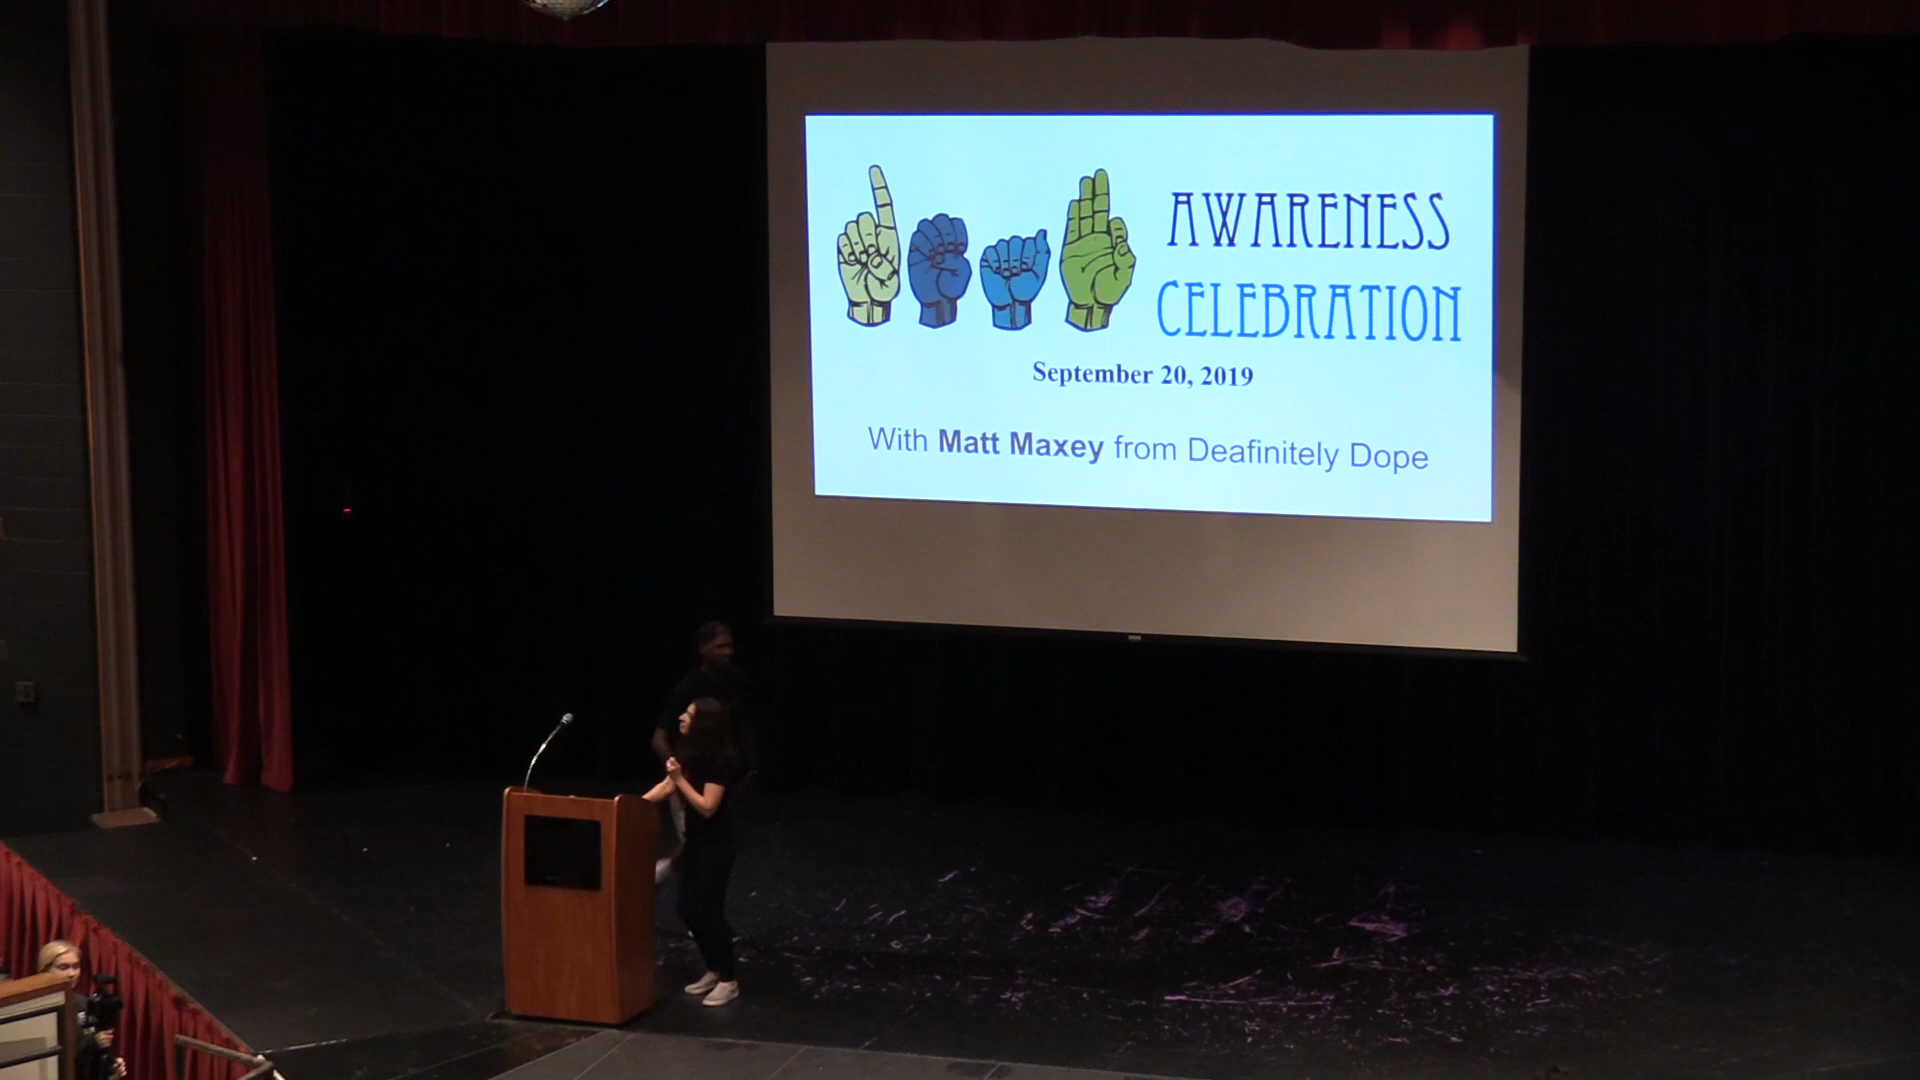 AWARENESS
CELEBRATION
September 20, 2019
With Matt Maxey from Deafinitely Dope